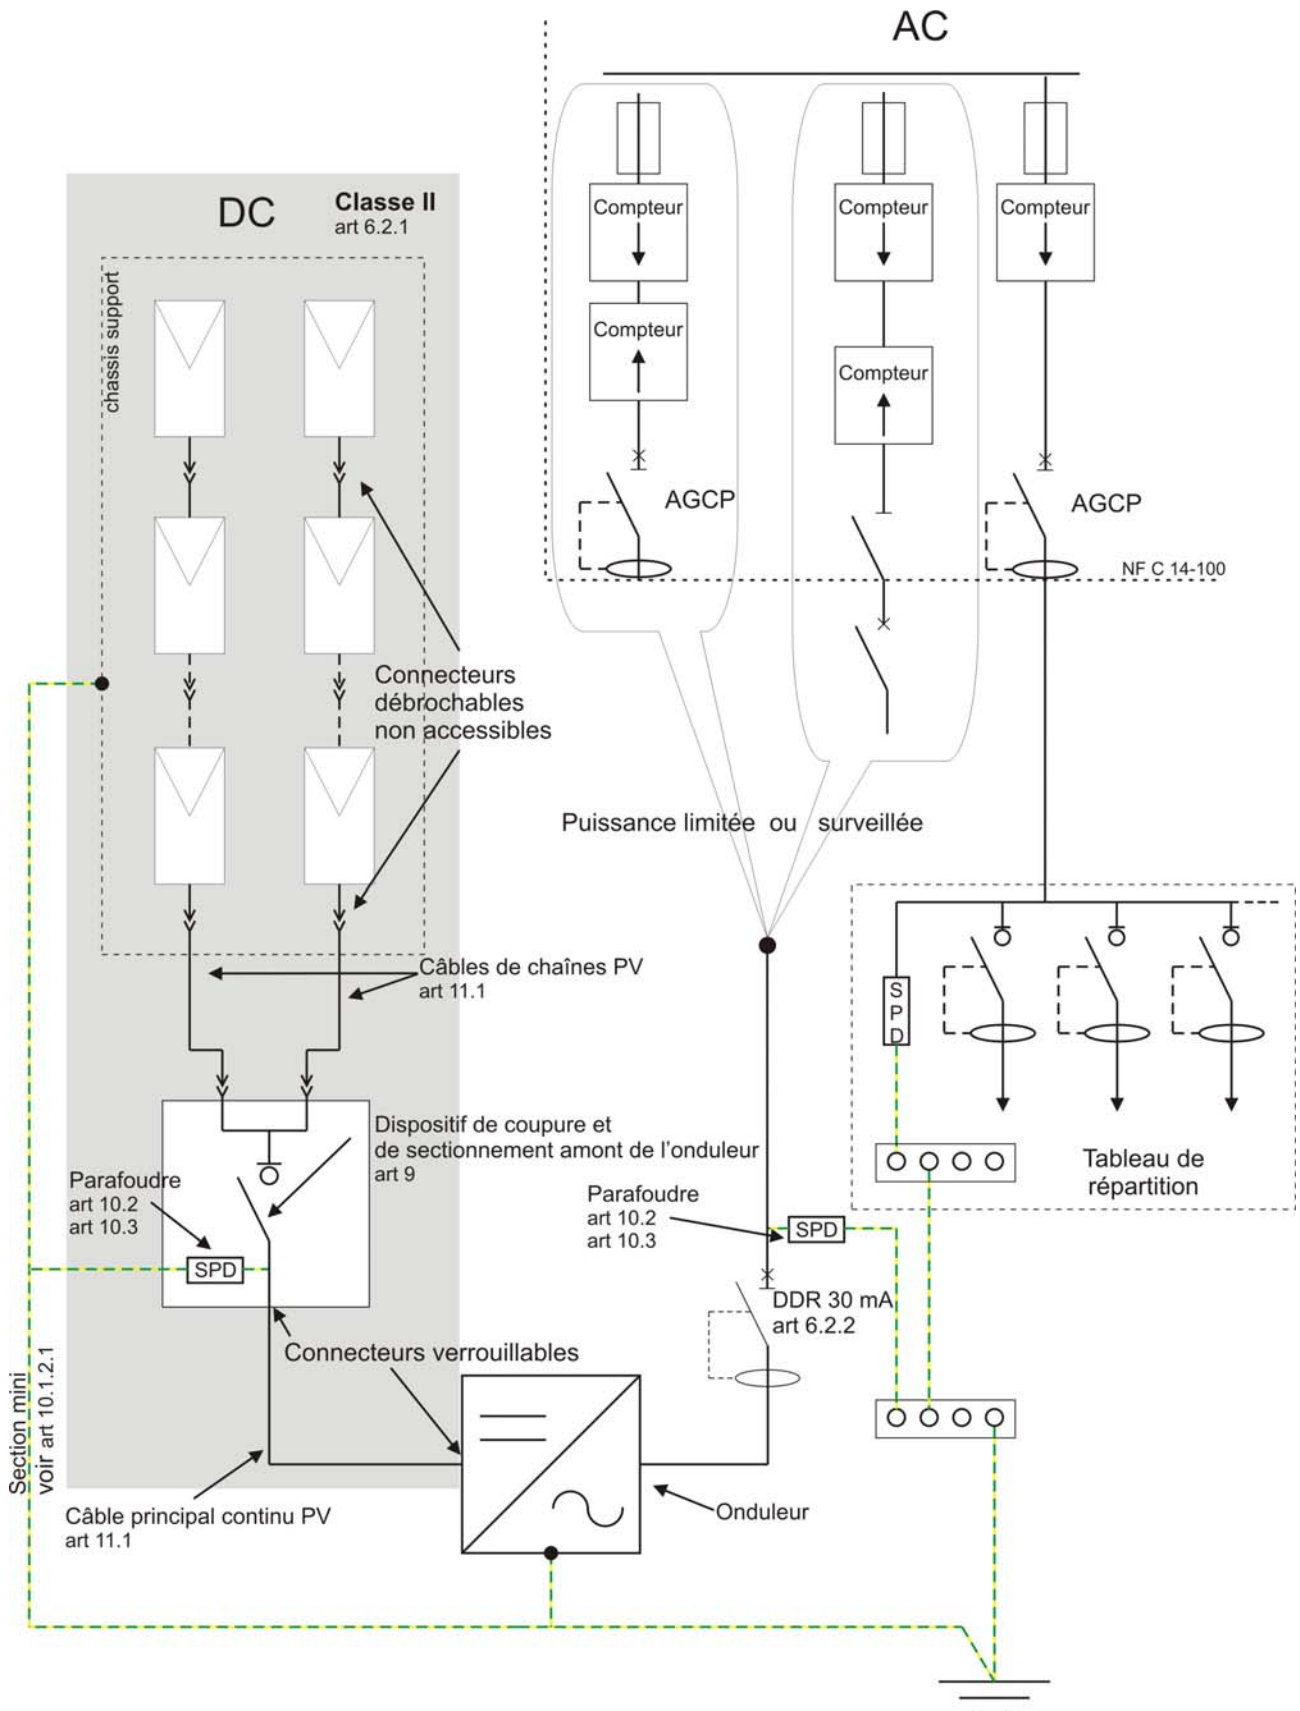 AC
DC
Classe II
art 6.2.1
chassis support
Compteur
Compteur
Compteur
Compteur
Compteur
AGCP
AGCP
NF C 14-100
Connecteurs
débrochables
non accessibles
Puissance limitée ou surveillée
Câbles de chaînes PV
art 11.1
SPD
Dispositif de coupure et
de sectionnement amont de l'onduleur
art 9
Parafoudre
art 10.2
art 10.3
SPD
Parafoudre
art 10.2
art 10.3
SPD
Tableau de
répartition
DDR 30 mA
art 6.2.2
Connecteurs verrouillables
Section mini
voir art 10.1.2.1
Câble principal continu PV
art 11.1
Onduleur